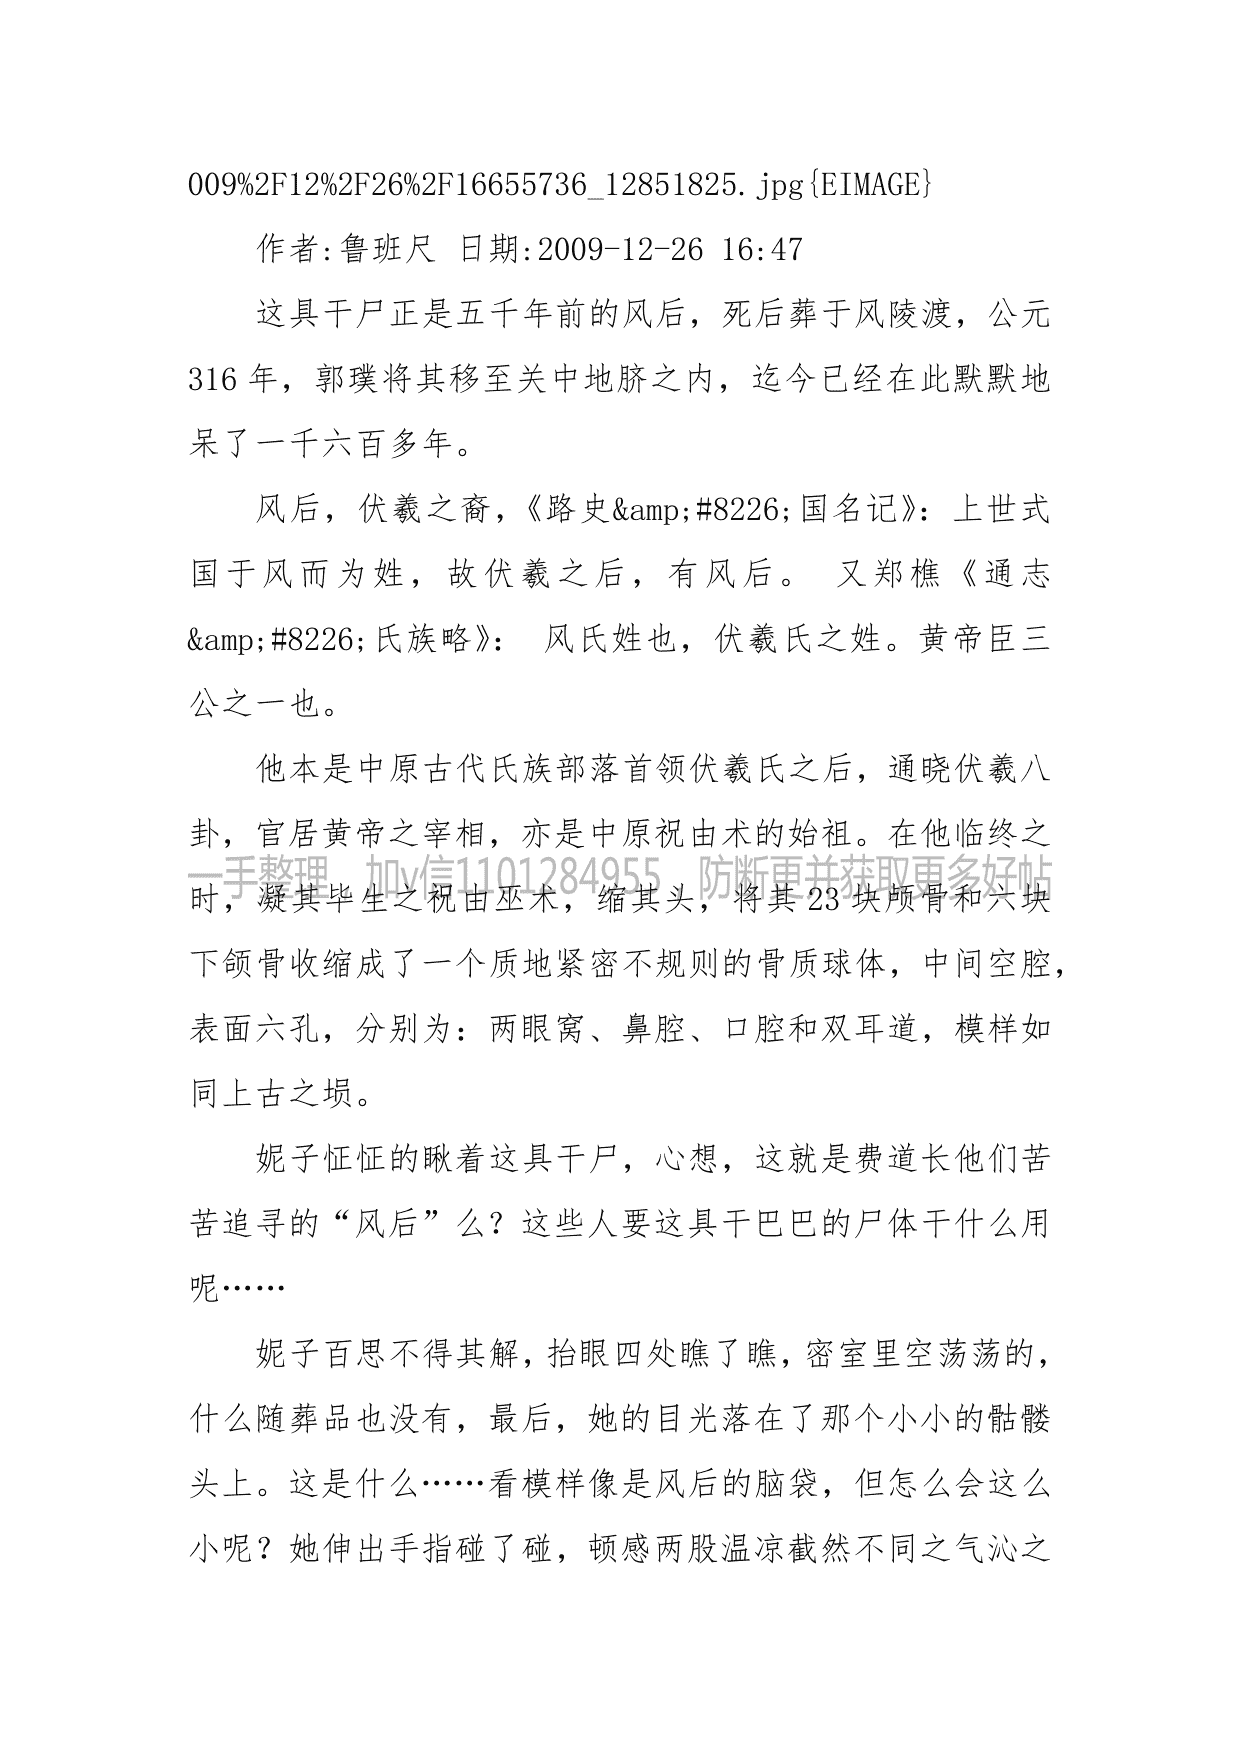 009%2F12%2F26%2F16655736_12851825.jpg{EIMAGE}
作者:鲁班尺 日期:2009-12-26 16:47
这具干尸正是五千年前的风后，死后葬于风陵渡，公元
316 年，郭璞将其移至关中地脐之内，迄今已经在此默默地
呆了一千六百多年。
风后，伏羲之裔，《路史&amp;#8226;国名记》：上世式
国于风而为姓，故伏羲之后，有风后。 又郑樵《通志
&amp;#8226;氏族略》： 风氏姓也，伏羲氏之姓。黄帝臣三
公之一也。
他本是中原古代氏族部落首领伏羲氏之后，通晓伏羲八
卦，官居黄帝之宰相，亦是中原祝由术的始祖。在他临终之
一手整理，加v信1101284955，防断更并获取更多好帖
时，凝其毕生之祝由巫术，缩其头，将其 23 块颅骨和六块
下颌骨收缩成了一个质地紧密不规则的骨质球体，中间空腔，
表面六孔，分别为：两眼窝、鼻腔、口腔和双耳道，模样如
同上古之埙。
妮子怔怔的瞅着这具干尸，心想，这就是费道长他们苦
苦追寻的“风后”么？这些人要这具干巴巴的尸体干什么用
呢……
妮子百思不得其解，抬眼四处瞧了瞧，密室里空荡荡的，
什么随葬品也没有，最后，她的目光落在了那个小小的骷髅
头上。这是什么……看模样像是风后的脑袋，但怎么会这么
小呢？她伸出手指碰了碰，顿感两股温凉截然不同之气沁之